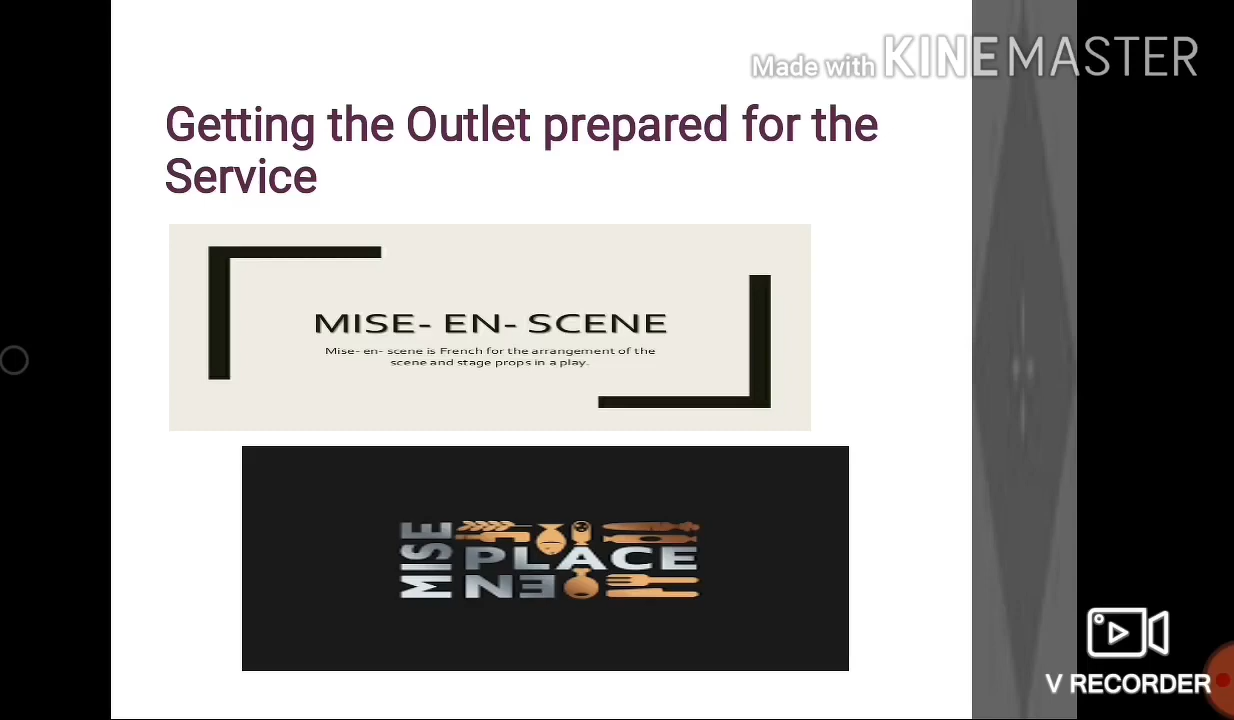 Made with KINEMASTER
Getting the Outlet prepared for the
Service
MISE- EN- SCENE
Mise- en- scene is French for the arrangement of the
scene and stage props in a play.
MISE
PLACE
EN
V RECORDER